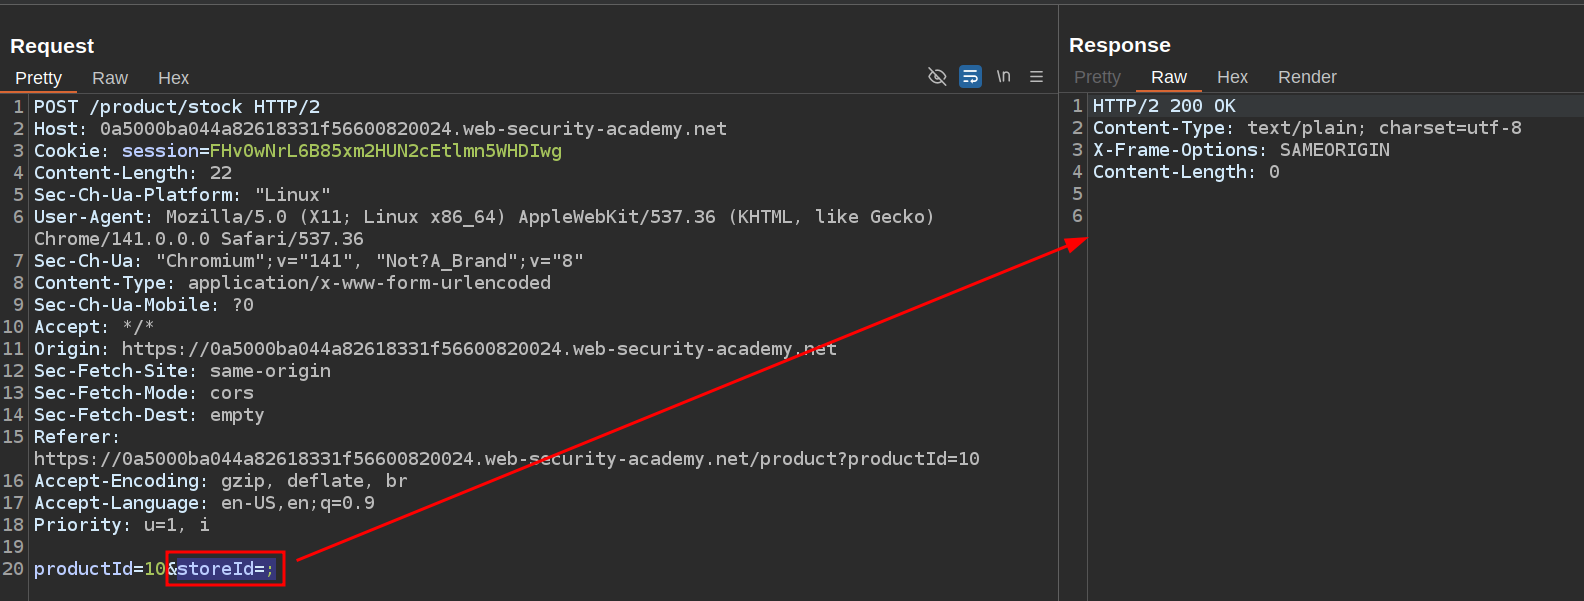 Request
Pretty Raw Hex
\n
1 POST /product/stock HTTP/2
2 Host: 0a5000ba044a82618331f56600820024.web-security-academy.net
3 Cookie: session=FHv0wNrL6B85xm2HUN2cEtlmn5WHDIwg
4 Content-Length: 22
5 Sec-Ch-Ua-Platform: "Linux"
6 User-Agent: Mozilla/5.0 (X11; Linux x86_64) AppleWebKit/537.36 (KHTML, like Gecko)
Chrome/141.0.0.0 Safari/537.36
7 Sec-Ch-Ua: "Chromium";v="141", "Not?A_Brand";v="8"
8 Content-Type: application/x-www-form-urlencoded
9 Sec-Ch-Ua-Mobile: ?0
10 Accept: */*
11 Origin: https://0a5000ba044a82618331f56600820024.web-security-academy.net
12 Sec-Fetch-Site: same-origin
13 Sec-Fetch-Mode: cors
14 Sec-Fetch-Dest: empty
15 Referer:
https://0a5000ba044a82618331f56600820024.web-security-academy.net/product?productId=10
16 Accept-Encoding: gzip, deflate, br
17 Accept-Language: en-US,en;q=0.9
18 Priority: u=1, i
19
20 productId=10&storeId=;
Response
Pretty Raw Hex Render
1 HTTP/2 200 OK
2 Content-Type: text/plain; charset=utf-8
3 X-Frame-Options: SAMEORIGIN
4 Content-Length: 0
5
6